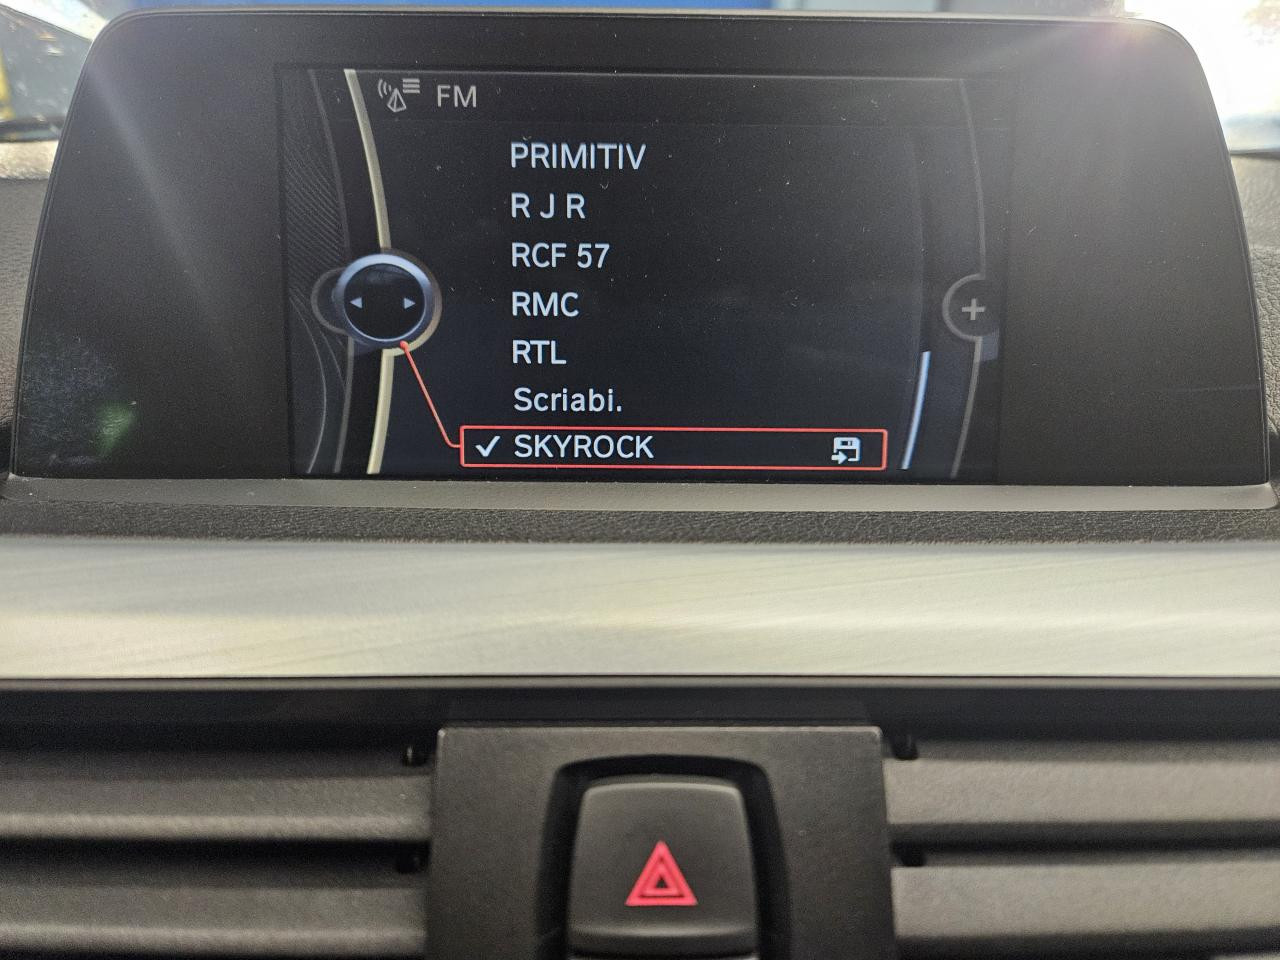 FM
PRIMITIV
R J R
RCF 57
RMC
RTL
Scriabi.
SKYROCK